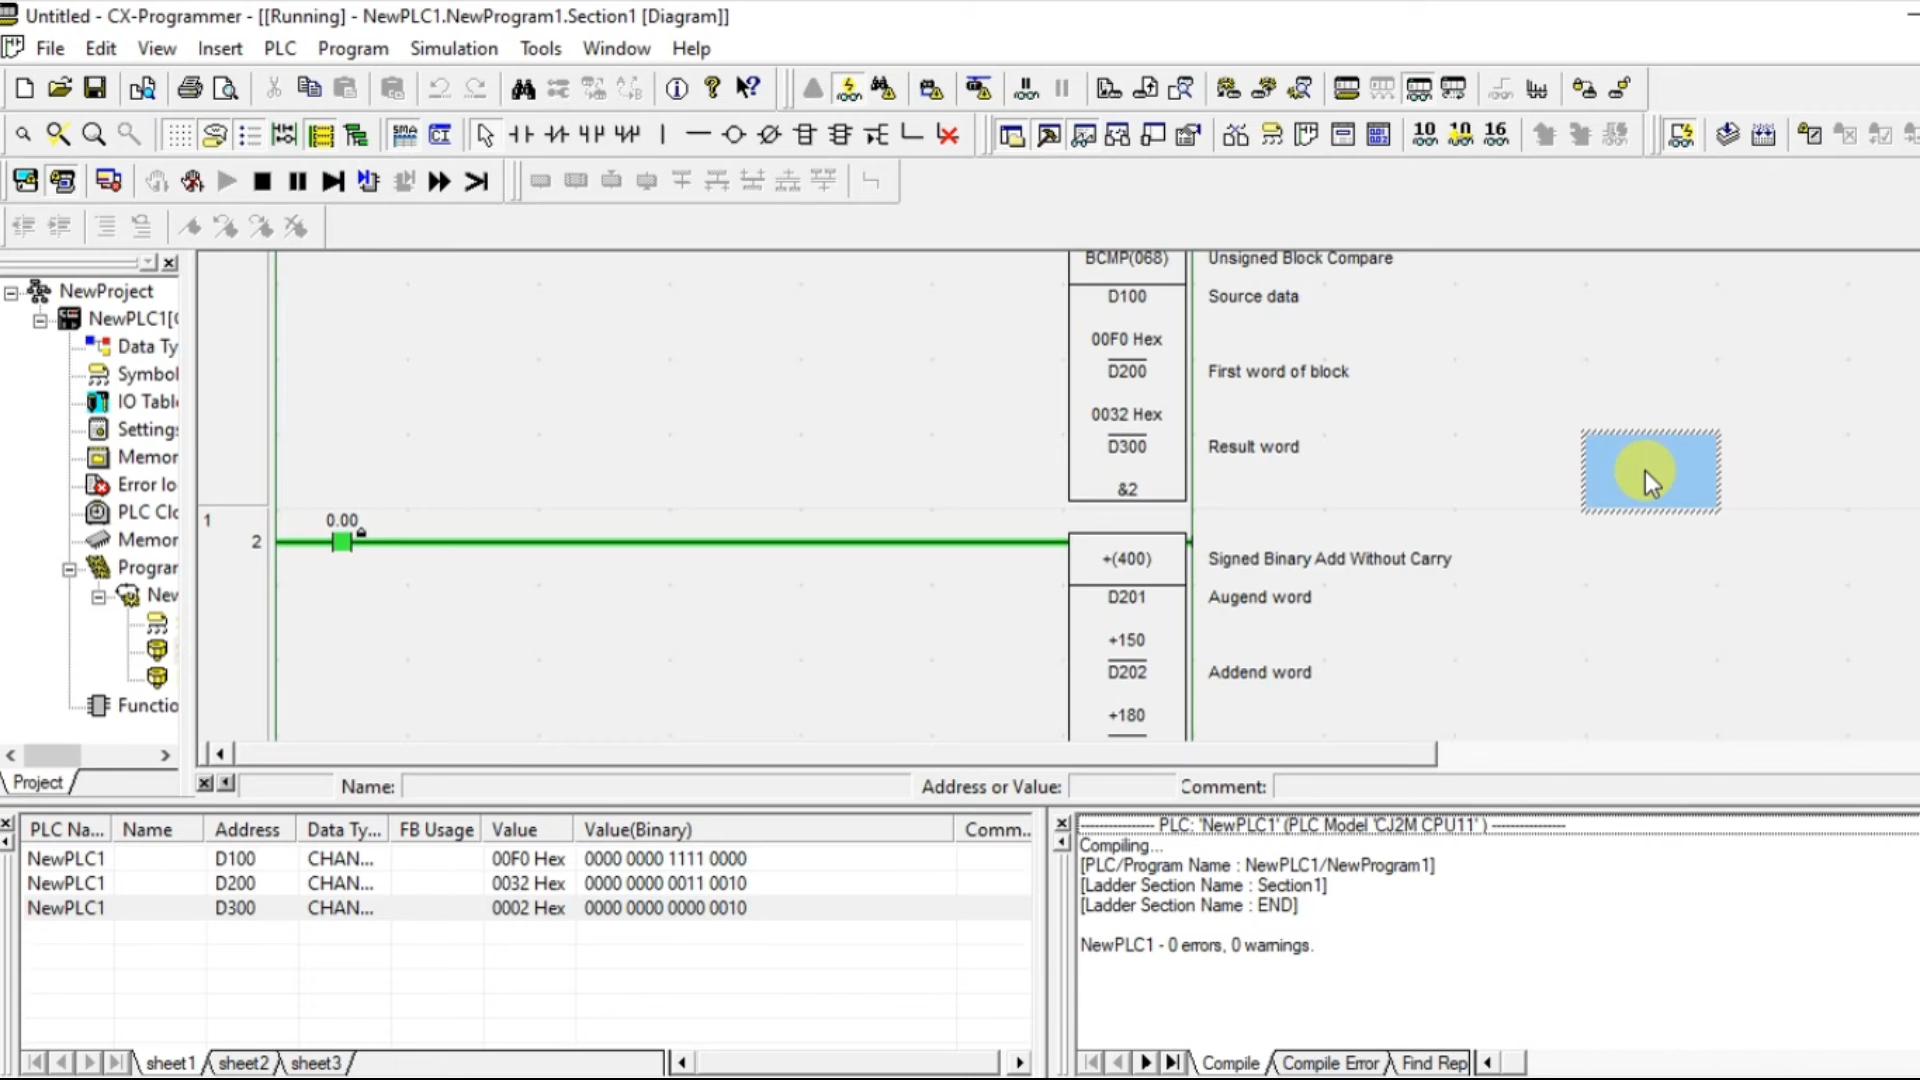 Untitled - CX-Programmer - [[Running] - NewPLC1.NewProgram1.Section1 [Diagram]]
File Edit View Insert PLC Program Simulation Tools Window Help
SMA CI 10 10 16
NewProject
NewPLC1[
Data Ty
Symbol
IO Tabl
Setting
Memor
Error lo
PLC Clo
Memor
Prograr
Nev
Functio
Project
BCMP(068) Unsigned Block Compare
D100 Source data
00F0 Hex
D200 First word of block
0032 Hex
D300 Result word
&2
1
2
0.00
+(400) Signed Binary Add Without Carry
D201 Augend word
+150
D202 Addend word
+180
Name: Address or Value: Comment:
PLC Na... Name Address Data Ty... FB Usage Value Value(Binary) Comm..
NewPLC1 D100 CHAN... 00F0 Hex 0000 0000 1111 0000
NewPLC1 D200 CHAN... 0032 Hex 0000 0000 0011 0010
NewPLC1 D300 CHAN... 0002 Hex 0000 0000 0000 0010
sheet1 sheet2 sheet3
---------------- PLC: 'NewPLC1' (PLC Model 'CJ2M CPU11') ----------------
Compiling...
[PLC/Program Name : NewPLC1/NewProgram1]
[Ladder Section Name : Section1]
[Ladder Section Name : END]
NewPLC1 - 0 errors, 0 warnings.
Compile Compile Error Find Rep